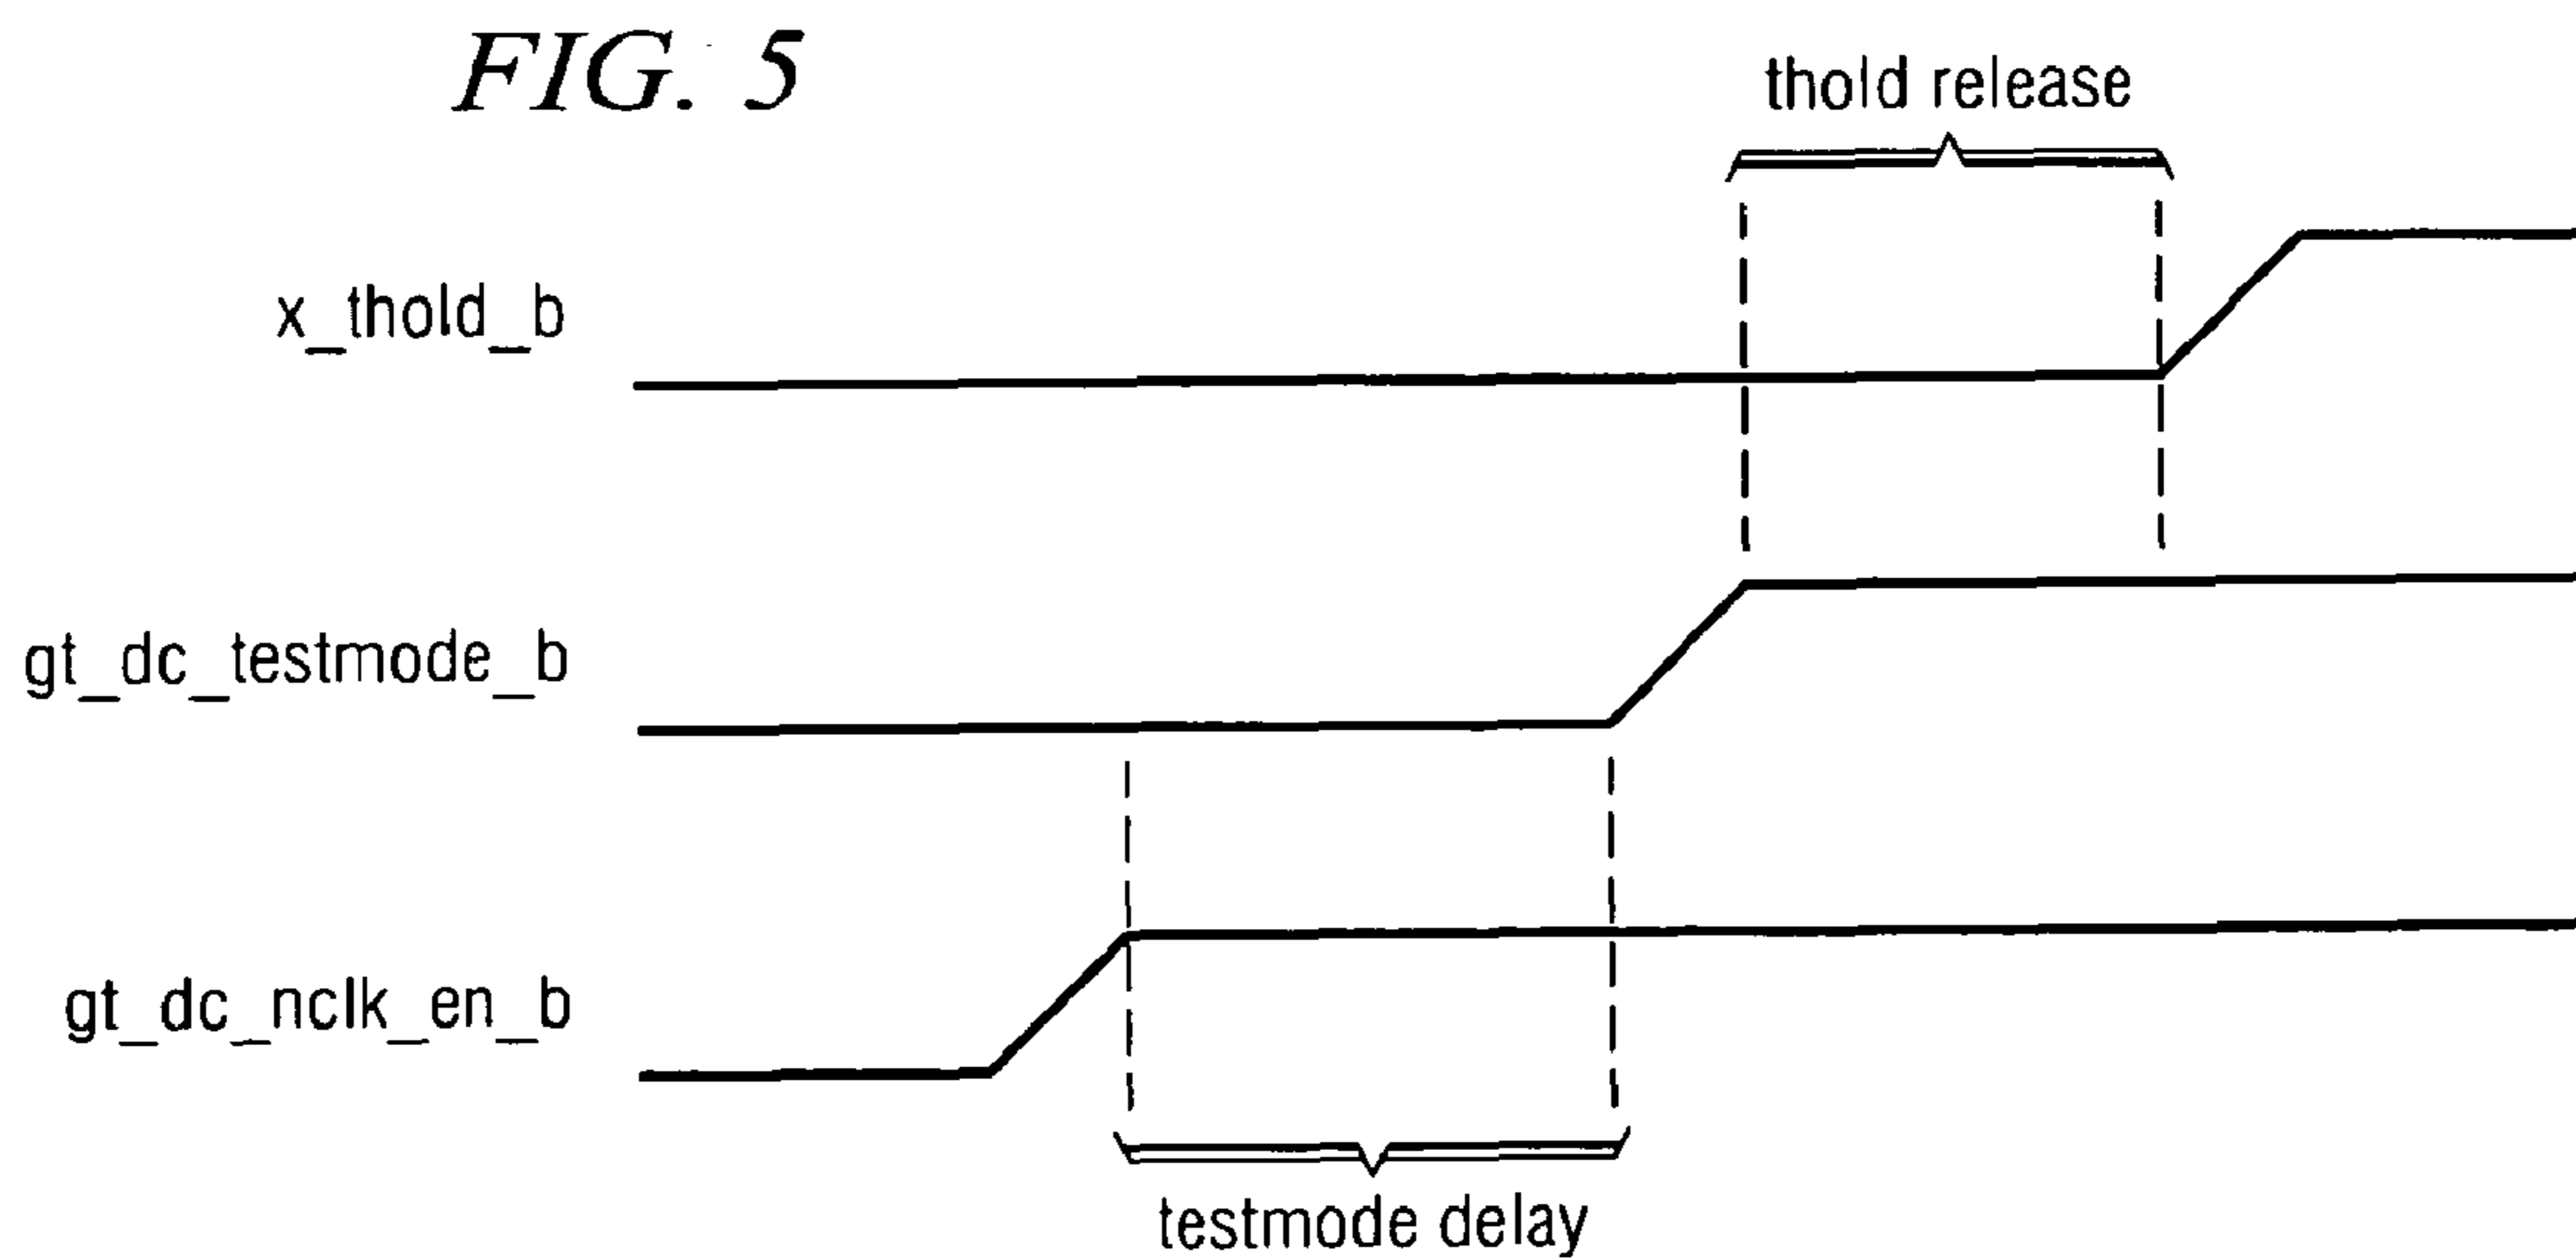 FIG. 5
thold release
x_thold_b
gt_dc_testmode_b
gt_dc_nclk_en_b
testmode delay